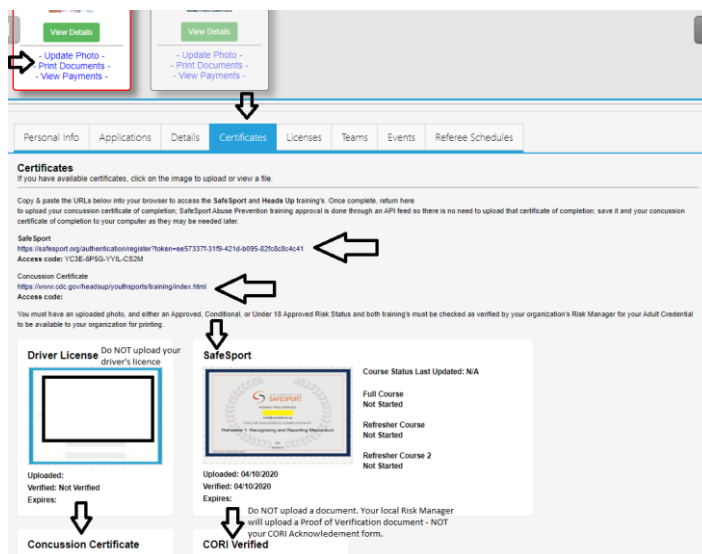 View Details
View Details
- Update Photo -
- Print Documents -
- View Payments -
- Update Photo -
- Print Documents -
- View Payments -
Personal Info Applications Details Certificates Licenses Teams Events Referee Schedules
Certificates
If you have available certificates, click on the image to upload or view a file.
Copy & paste the URLs below into your browser to access the SafeSport and Heads Up training's. Once complete, return here
to upload your concussion certificate of completion; SafeSport Abuse Prevention training approval is done through an API feed so there is no need to upload that certificate of completion; save it and your concussion
certificate of completion to your computer as they may be needed later.
SafeSport
https://safesport.org/authentication/register?token=ee57337f-31f9-421d-b095-82fc8c8c4c41
Access code: YC3E-6P5G-YYIL-CS2M
Concussion Certificate
https://www.cdc.gov/headsup/youthsports/training/index.html
Access code:
You must have an uploaded photo, and either an Approved, Conditional, or Under 18 Approved Risk Status and both training's must be checked as verified by your organization's Risk Manager for your Adult Credential
to be available to your organization for printing.
Driver License
Do NOT upload your
driver's licence
Uploaded:
Verified: Not Verified
Expires:
SafeSport
SAFESPORT
FOR THE SUCCESSFUL COMPLETION OF
Refresher 1: Recognizing and Reporting Misconduct
Course Status Last Updated: N/A
Full Course
Not Started
Refresher Course
Not Started
Refresher Course 2
Not Started
Uploaded: 04/10/2020
Verified: 04/10/2020
Expires:
Do NOT upload a document. Your local Risk Manager
will upload a Proof of Verification document - NOT
your CORI Acknowledement form.
Concussion Certificate
CORI Verified